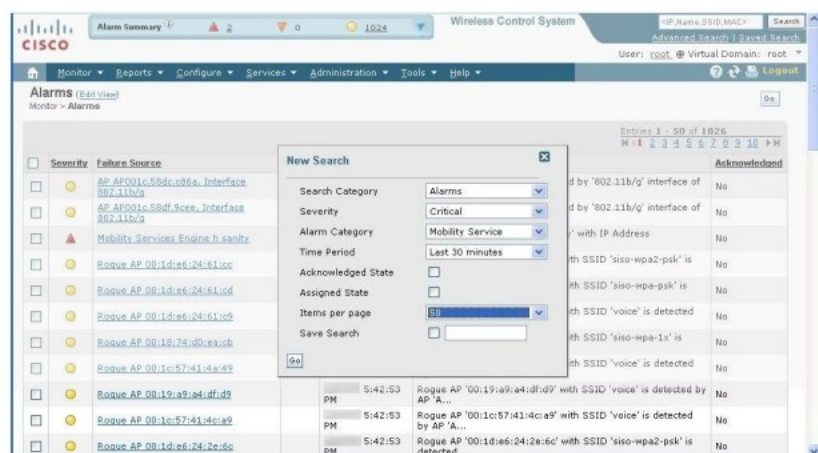 Alarm Summary 2 0 1024 Wireless Control System <IP,Name,SSID,MAC> Search
Advanced Search | Saved Search
CISCO User: root @ Virtual Domain: root
Monitor Reports Configure Services Administration Tools Help Logout
Alarms (Edit View)
Monitor > Alarms Go
Entries 1 - 50 of 1026
1 2 3 4 5 6 7 8 9 10
Severity Failure Source Acknowledged
AP AP001c.58dc.c86a, Interface 802.11b/g d by '802.11b/g' interface of No
AP AP001c.58df.9cee, Interface 802.11b/g d by '802.11b/g' interface of No
Mobility Services Engine h sanity ' with IP Address No
Rogue AP 00:1d:e6:24:61:cc ith SSID 'siso-wpa2-psk' is No
Rogue AP 00:1d:e6:24:61:cd ith SSID 'siso-wpa-psk' is No
Rogue AP 00:1d:e6:24:61:c9 ith SSID 'voice' is detected No
Rogue AP 00:18:74:d0:ea:cb ith SSID 'siso-wpa-1x' is No
Rogue AP 00:1c:57:41:4a:49 ith SSID 'voice' is detected No
Rogue AP 00:19:a9:a4:df:d9 5:42:53 PM Rogue AP '00:19:a9:a4:df:d9' with SSID 'voice' is detected by AP 'A... No
Rogue AP 00:1c:57:41:4c:a9 5:42:53 PM Rogue AP '00:1c:57:41:4c:a9' with SSID 'voice' is detected by AP 'A... No
Rogue AP 00:1d:e6:24:2e:6c 5:42:53 PM Rogue AP '00:1d:e6:24:2e:6c' with SSID 'siso-wpa2-psk' is detected No
New Search
Search Category Alarms
Severity Critical
Alarm Category Mobility Service
Time Period Last 30 minutes
Acknowledged State
Assigned State
Items per page 50
Save Search
Go